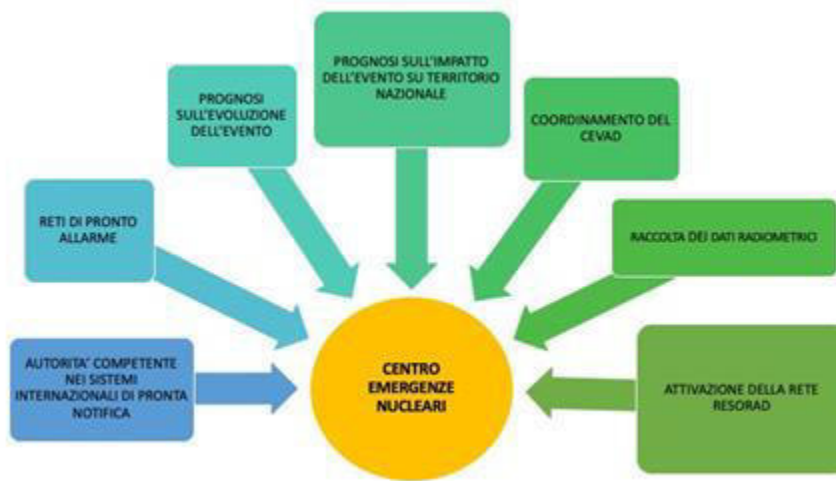 PROGNOSI SULL'IMPATTO
DELL'EVENTO SU TERRITORIO
NAZIONALE
PROGNOSI
SULL'EVOLUZIONE
DELL'EVENTO
COORDINAMENTO DEL
CEVAD
RETI DI PRONTO
ALLARME
RACCOLTA DEI DATI RADIOMETRICI
AUTORITA' COMPETENTE
NEI SISTEMI
INTERNAZIONALI DI PRONTA
NOTIFICA
CENTRO
EMERGENZE
NUCLEARI
ATTIVAZIONE DELLA RETE
RESORAD